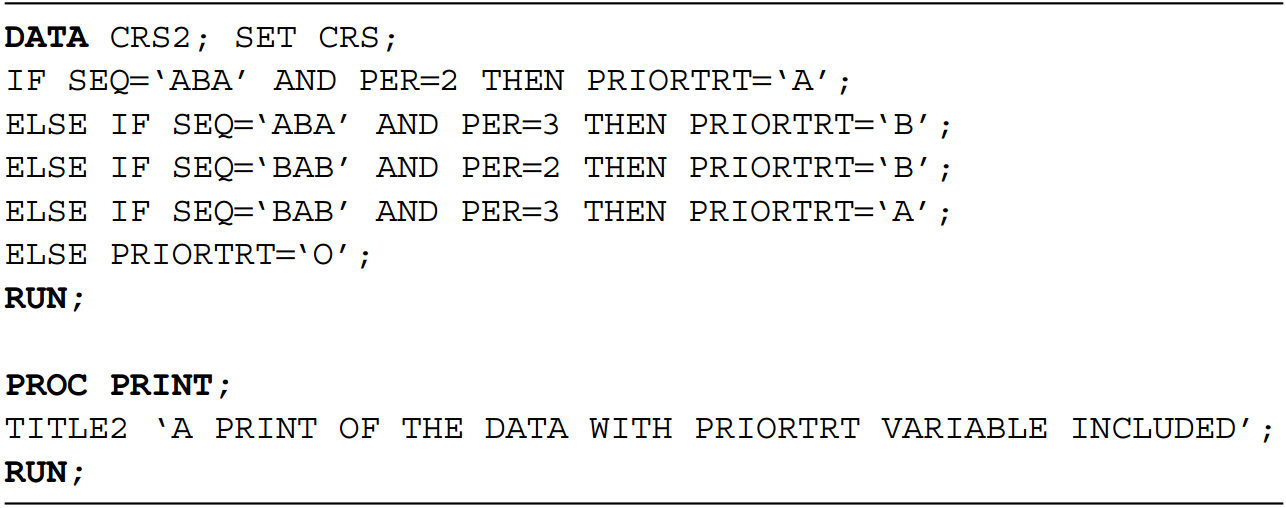 DATA CRS2; SET CRS;
IF SEQ=‘ABA’ AND PER=2 THEN PRIORTRT=‘A’;
ELSE IF SEQ=‘ABA’ AND PER=3 THEN PRIORTRT=‘B’;
ELSE IF SEQ=‘BAB’ AND PER=2 THEN PRIORTRT=‘B’;
ELSE IF SEQ=‘BAB’ AND PER=3 THEN PRIORTRT=‘A’;
ELSE PRIORTRT=‘O’;
RUN;
PROC PRINT;
TITLE2 ‘A PRINT OF THE DATA WITH PRIORTRT VARIABLE INCLUDED’;
RUN;